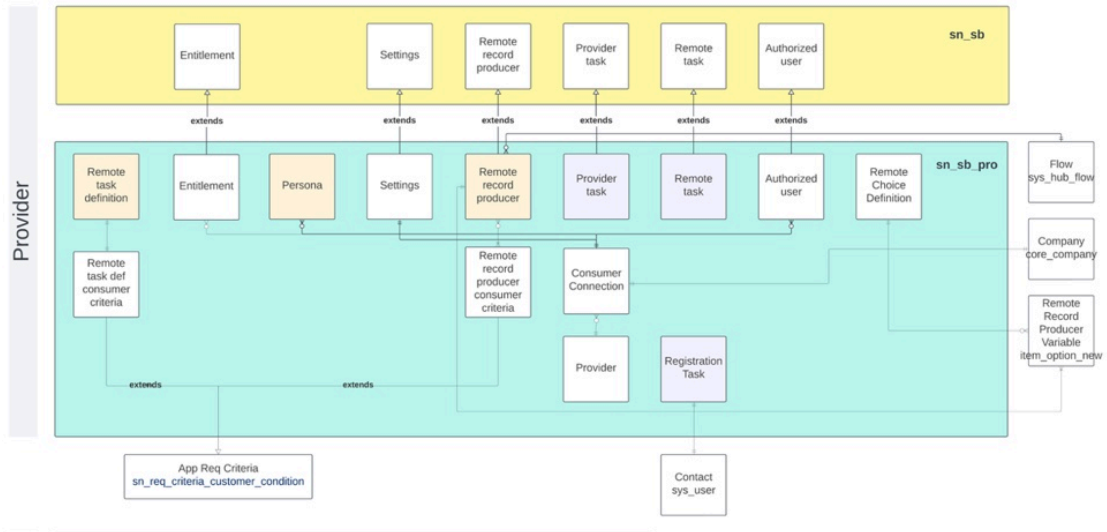 Provider
sn_sb
Entitlement
Settings
Remote
record
producer
Provider
task
Remote
task
Authorized
user
extends
extends
extends
extends
extends
extends
sn_sb_pro
Remote
task
definition
Entitlement
Persona
Settings
Remote
record
producer
Provider
task
Remote
task
Authorized
user
Remote
Choice
Definition
Flow
sys_hub_flow
Remote
task def
consumer
criteria
Remote
record
producer
consumer
criteria
Consumer
Connection
Company
core_company
Provider
Registration
Task
Remote
Record
Producer
Variable
item_option_new
extends
extends
App Req Criteria
sn_req_criteria_customer_condition
Contact
sys_user